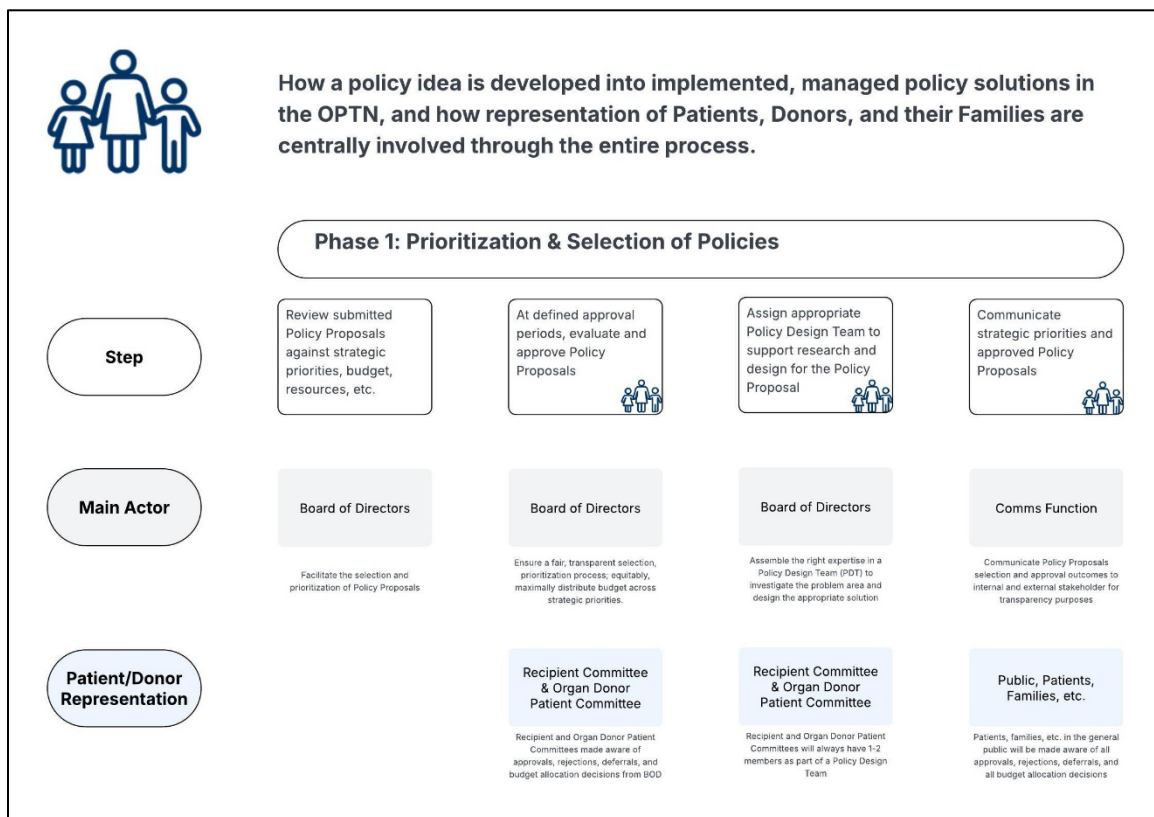 How a policy idea is developed into implemented, managed policy solutions in
the OPTN, and how representation of Patients, Donors, and their Families are
centrally involved through the entire process.
Phase 1: Prioritization & Selection of Policies
Step
Review submitted
Policy Proposals
against strategic
priorities, budget,
resources, etc.
At defined approval
periods, evaluate and
approve Policy
Proposals
Assign appropriate
Policy Design Team to
support research and
design for the Policy
Proposal
Communicate
strategic priorities and
approved Policy
Proposals
Main Actor
Board of Directors
Facilitate the selection and
prioritization of Policy Proposals
Board of Directors
Ensure a fair, transparent selection,
prioritization process; equitably,
maximally distribute budget across
strategic priorities.
Board of Directors
Assemble the right expertise in a
Policy Design Team (PDT) to
investigate the problem area and
design the appropriate solution
Comms Function
Communicate Policy Proposals
selection and approval outcomes to
internal and external stakeholder for
transparency purposes
Patient/Donor
Representation
Recipient Committee
& Organ Donor
Patient Committee
Recipient and Organ Donor Patient
Committees made aware of
approvals, rejections, deferrals, and
budget allocation decisions from BOD
Recipient Committee
& Organ Donor
Patient Committee
Recipient and Organ Donor Patient
Committees will always have 1-2
members as part of a Policy Design
Team
Public, Patients,
Families, etc.
Patients, families, etc. in the general
public will be made aware of all
approvals, rejections, deferrals, and
all budget allocation decisions